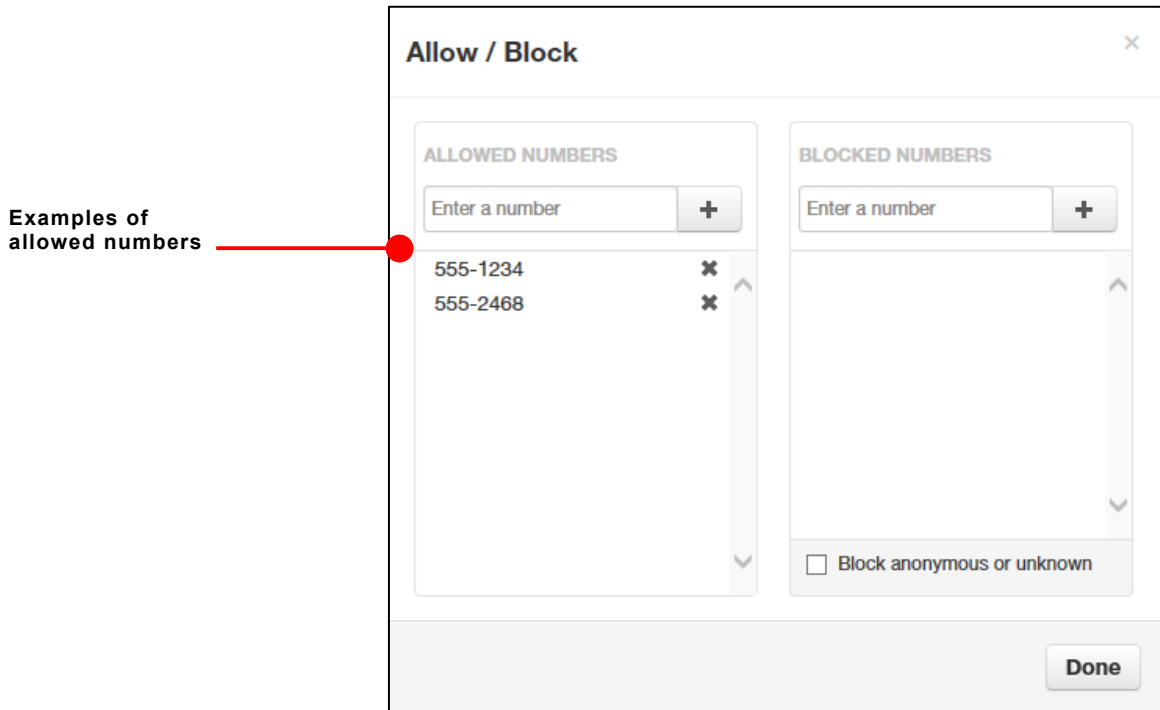 Allow / Block
×
Examples of
allowed numbers
ALLOWED NUMBERS
Enter a number
+
555-1234
✖
555-2468
✖
BLOCKED NUMBERS
Enter a number
+
Block anonymous or unknown
Done